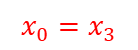 x₀ = x₃